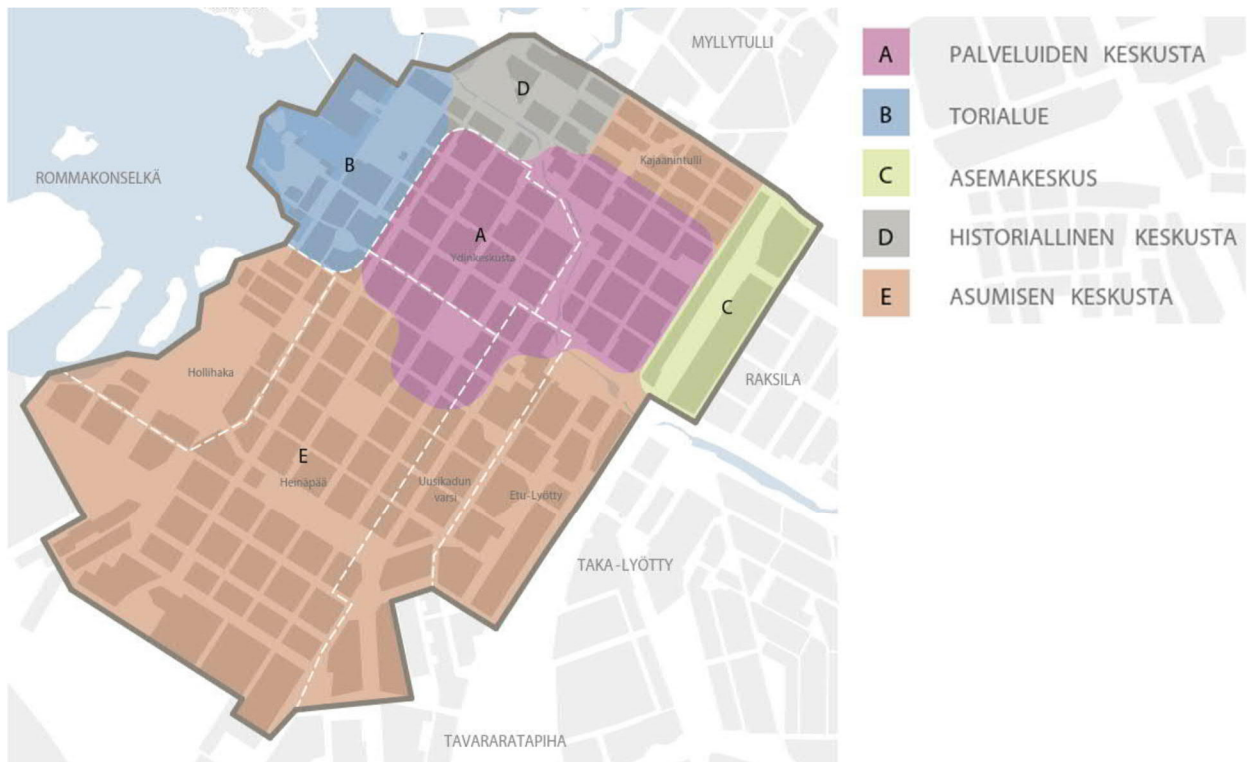 MYLLYTULLI
D
Kajaanintulli
B
ROMMAKONSELKÄ
A
Ydinkeskusta
C
Hollihaka
RAKSILA
E
Heinäpää
Uusikadun
varsi
Etu-Lyötty
TAKA-LYÖTTY
TAVARARATAPIHA
A PALVELUIDEN KESKUSTA
B TORIALUE
C ASEMAKESKUS
D HISTORIALLINEN KESKUSTA
E ASUMISEN KESKUSTA